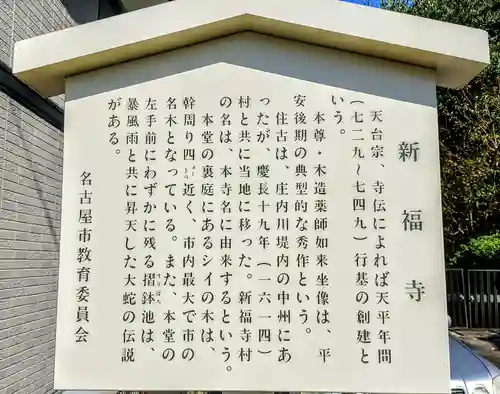 新福寺
天台宗、寺伝によれば天平年間
(七二九〜七四九)行基の創建と
いう。
本尊・木造薬師如来坐像は、平
安後期の典型的な秀作という。
住古は、庄内川堤内の中州にあ
ったが、慶長十九年(一六一四)
村と共に当地に移った。新福寺村
の名は、本寺名に由来するという。
本堂の裏庭にあるシイの木は、
幹周り四㍍近く、市内最大で市の
名木となっている。また、本堂の
左手前にわずかに残る摺鉢池は、
暴風雨と共に昇天した大蛇の伝説
がある。
名古屋市教育委員会